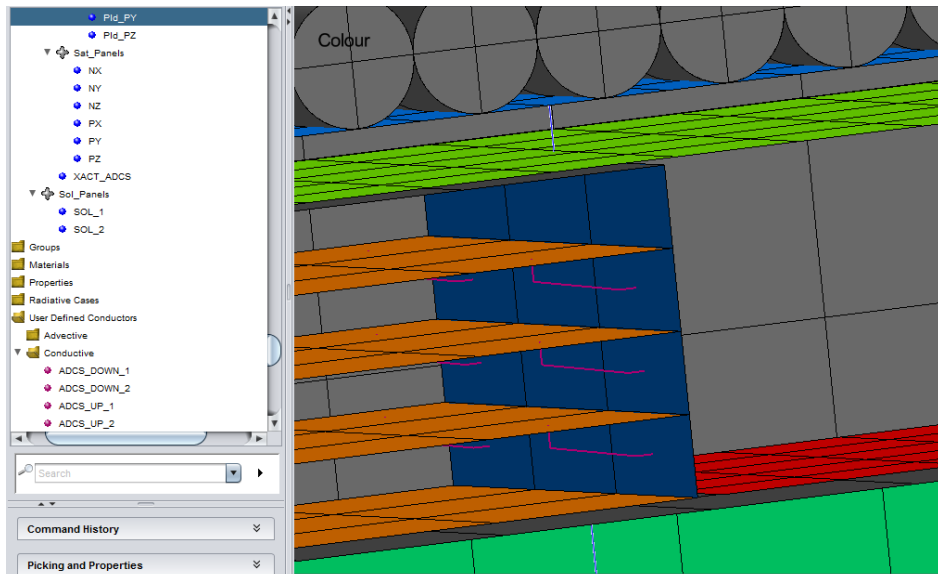 Pld_PY
Pld_PZ
Sat_Panels
NX
NY
NZ
PX
PY
PZ
XACT_ADCS
Sol_Panels
SOL_1
SOL_2
Groups
Materials
Properties
Radiative Cases
User Defined Conductors
Advective
Conductive
ADCS_DOWN_1
ADCS_DOWN_2
ADCS_UP_1
ADCS_UP_2
Search
Command History
Picking and Properties
Colour